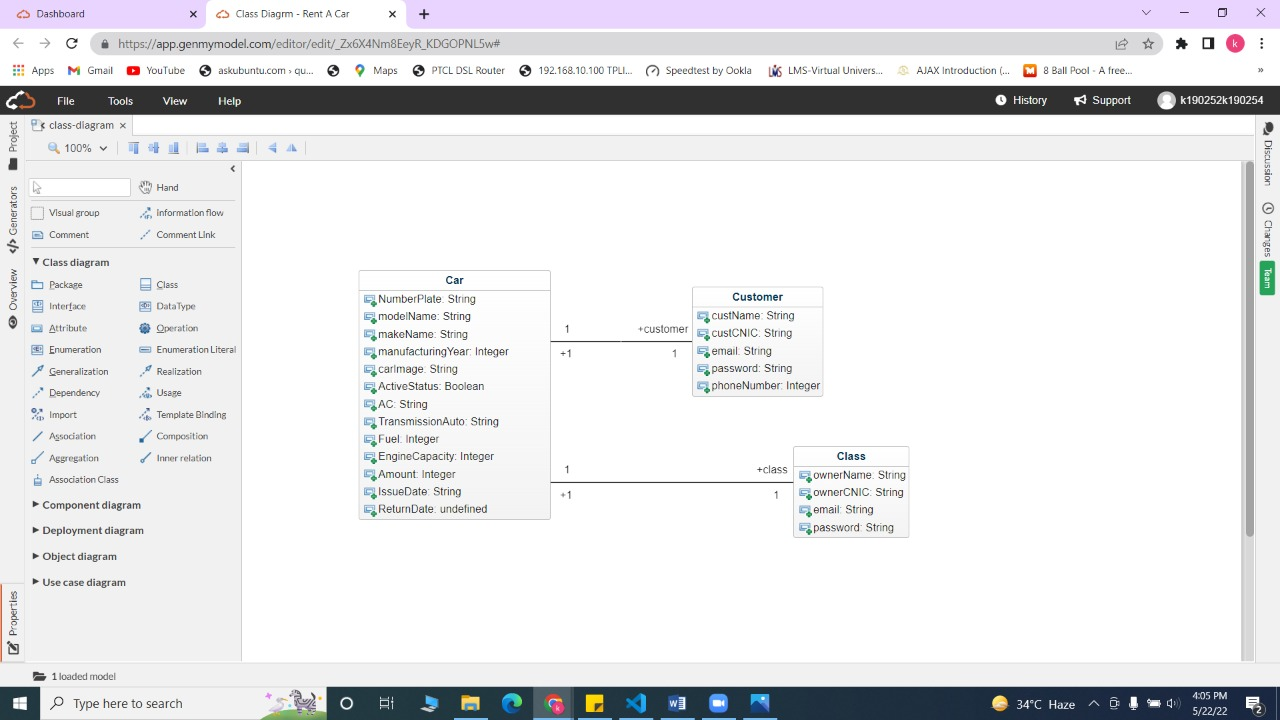 Dashboard
Class Diagrm - Rent A Car
https://app.genmymodel.com/editor/edit/_Zx6X4Nm8EeyR_KDGOPNL5w#
k
Apps
Gmail
YouTube
askubuntu.com › qu...
Maps
PTCL DSL Router
192.168.10.100 TPLI...
Speedtest by Ookla
LMS-Virtual Univers...
AJAX Introduction (...
8 Ball Pool - A free...
»
File
Tools
View
Help
History
Support
k190252k190254
class-diagram
100%
Project
Generators
Overview
Properties
Hand
Visual group
Information flow
Comment
Comment Link
Class diagram
Package
Class
Interface
DataType
Attribute
Operation
Enumeration
Enumeration Literal
Generalization
Realization
Dependency
Usage
Import
Template Binding
Association
Composition
Aggregation
Inner relation
Association Class
Component diagram
Deployment diagram
Object diagram
Use case diagram
Car
NumberPlate: String
modelName: String
makeName: String
manufacturingYear: Integer
carImage: String
ActiveStatus: Boolean
AC: String
TransmissionAuto: String
Fuel: Integer
EngineCapacity: Integer
Amount: Integer
IssueDate: String
ReturnDate: undefined
1
+customer
+1
1
Customer
custName: String
custCNIC: String
email: String
password: String
phoneNumber: Integer
1
+class
+1
1
Class
ownerName: String
ownerCNIC: String
email: String
password: String
Discussion
Changes
Team
1 loaded model
Type here to search
34°C Haze
4:05 PM
5/22/22
2